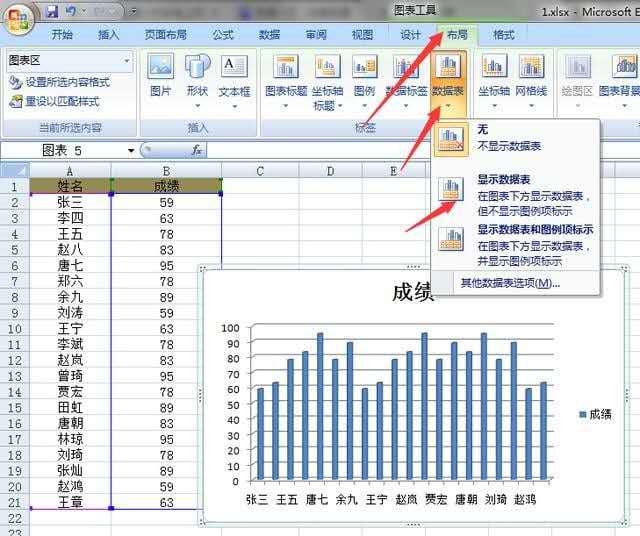 图表工具
1.xlsx - Microsoft E
开始 插入 页面布局 公式 数据 审阅 视图 设计 布局 格式
图表区
设置所选内容格式
重设以匹配样式
当前所选内容
图片 形状 文本框
插入
图表标题 坐标轴标题 图例 数据标签 数据表
标签
坐标轴 网格线
绘图区 图表背景
图表 5
fx
无
不显示数据表
显示数据表
在图表下方显示数据表，
但不显示图例项标示
显示数据表和图例项标示
在图表下方显示数据表，
并显示图例项标示
其他数据表选项(M)...
A B C D E
1 姓名 成绩
2 张三 59
3 李四 63
4 王五 78
5 赵八 83
6 唐七 95
7 郑六 78
8 余九 89
9 刘涛 59
10 王宁 63
11 李斌 78
12 赵岚 83
13 曾琦 95
14 贾宏 78
15 田虹 89
16 唐朝 83
17 林琼 95
18 刘琦 78
19 张灿 89
20 赵鸿 59
21 王章 63
22
23
成绩
100
90
80
70
60
50
40
30
20
10
0
张三 王五 唐七 余九 王宁 赵岚 贾宏 唐朝 刘琦 赵鸿
成绩